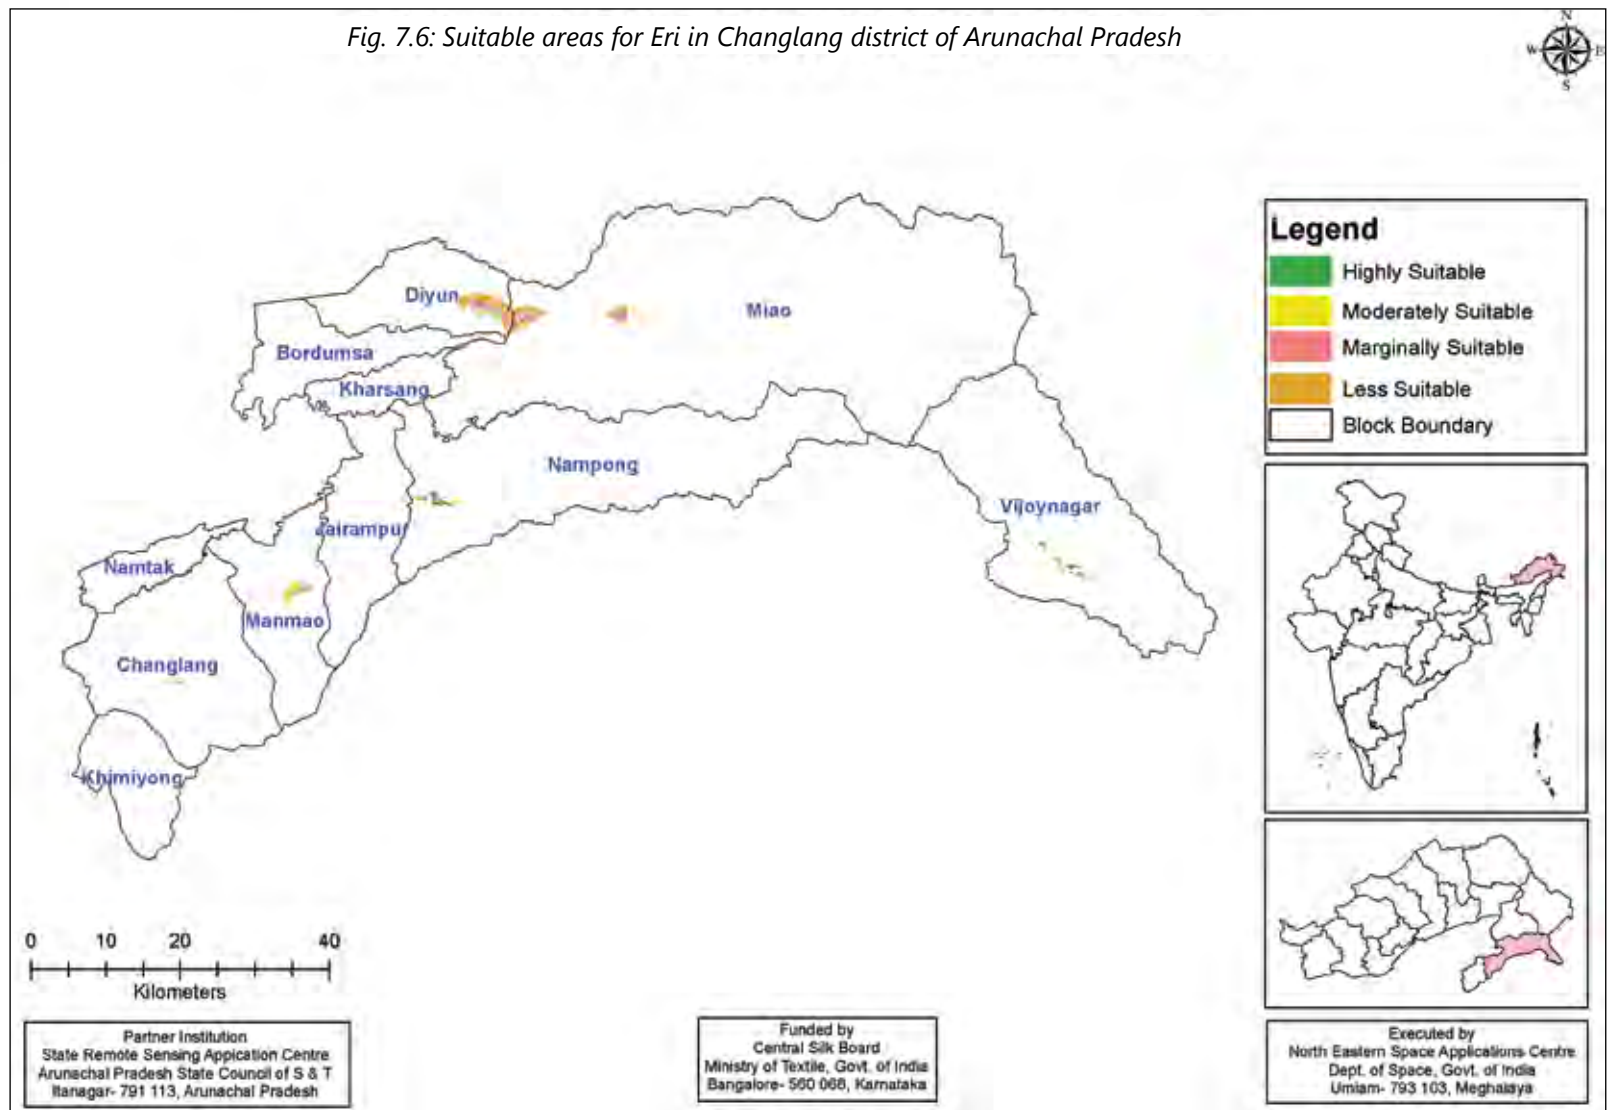 Fig. 7.6: Suitable areas for Eri in Changlang district of Arunachal Pradesh
N
W
E
S
Legend
Highly Suitable
Moderately Suitable
Marginally Suitable
Less Suitable
Block Boundary
Diyun
Miao
Bordumsa
Kharsang
Nampong
Vijoynagar
Jairampur
Namtak
Manmao
Changlang
Khimiyong
0 10 20 40
Kilometers
Partner Institution
State Remote Sensing Appication Centre
Arunachal Pradesh State Council of S & T
Itanagar- 791 113, Arunachal Pradesh
Funded by
Central Silk Board
Ministry of Textile, Govt. of India
Bangalore- 560 068, Karnataka
Executed by
North Eastern Space Applications Centre
Dept. of Space, Govt. of India
Umiam- 793 103, Meghalaya